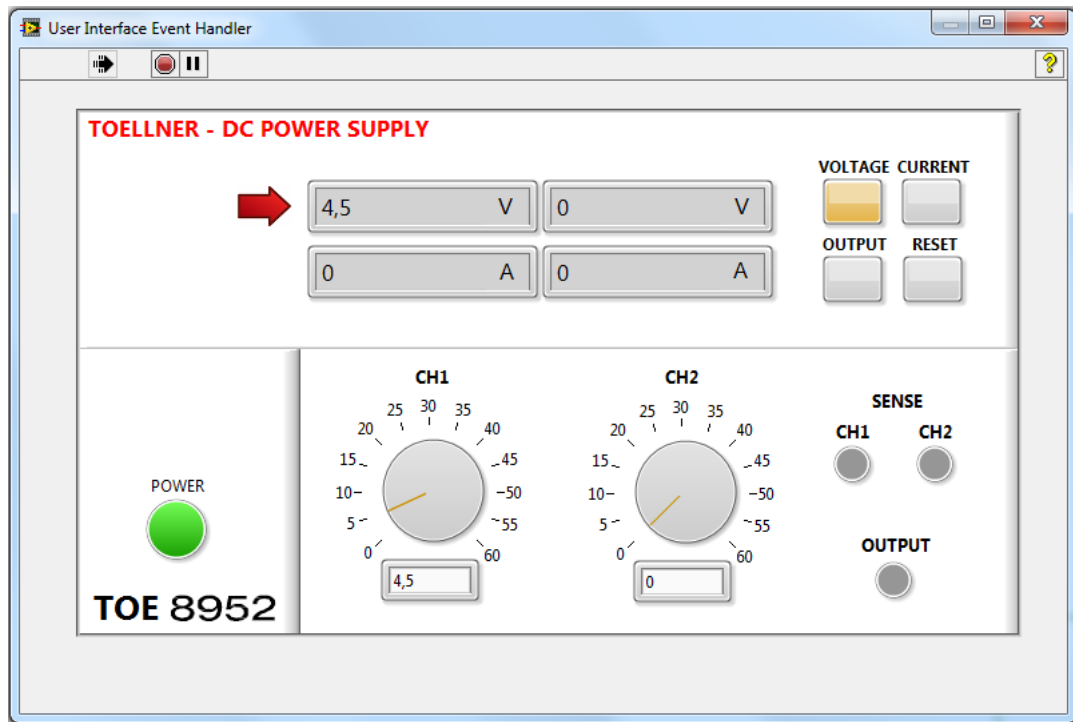 User Interface Event Handler
?
TOELLNER - DC POWER SUPPLY
VOLTAGE CURRENT
4,5 V 0 V
OUTPUT RESET
0 A 0 A
CH1
0 5 10 15 20 25 30 35 40 45 50 55 60
4,5
CH2
0 5 10 15 20 25 30 35 40 45 50 55 60
0
SENSE
CH1 CH2
OUTPUT
POWER
TOE 8952